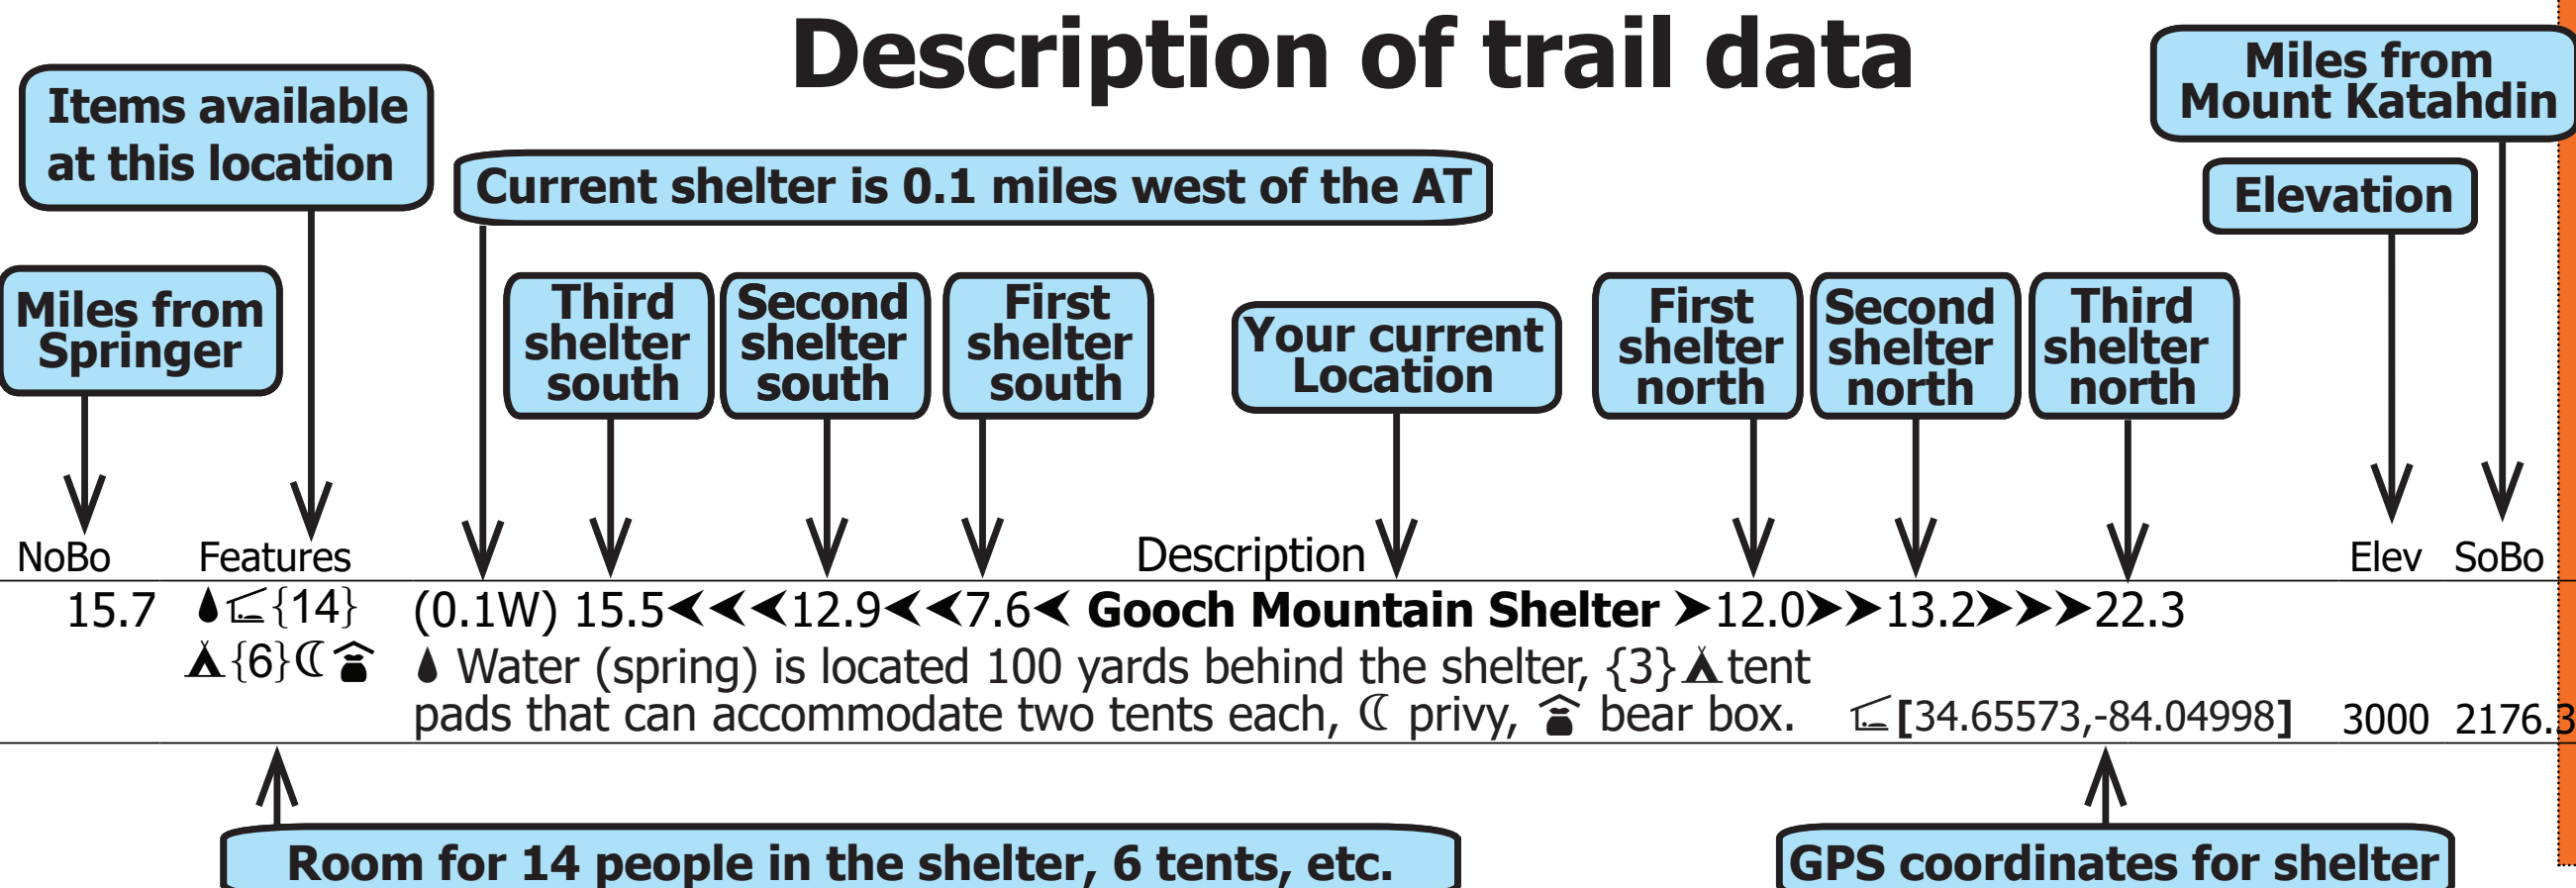 Description of trail data
Miles from
Mount Katahdin
Items available
at this location
Current shelter is 0.1 miles west of the AT
Elevation
Miles from
Springer
Third
shelter
south
Second
shelter
south
First
shelter
south
Your current
Location
First
shelter
north
Second
shelter
north
Third
shelter
north
NoBo Features Description Elev SoBo
15.7 {14} (0.1W) 15.5⮜⮜⮜12.9⮜⮜7.6⮜ Gooch Mountain Shelter ⮞12.0⮞⮞13.2⮞⮞⮞22.3
{6} Water (spring) is located 100 yards behind the shelter, {3} tent
pads that can accommodate two tents each, ☾ privy, bear box. [34.65573,-84.04998] 3000 2176.3
Room for 14 people in the shelter, 6 tents, etc.
GPS coordinates for shelter